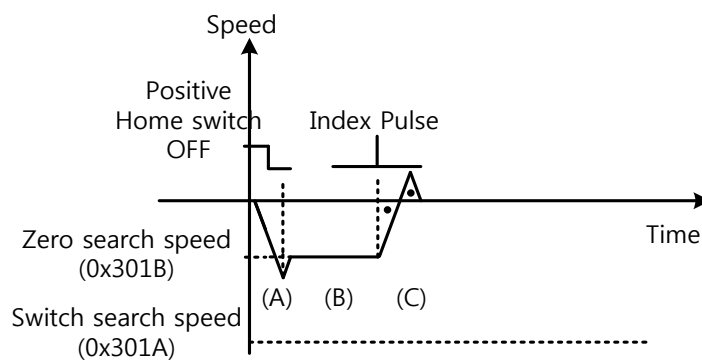 Speed
Positive
Home switch
OFF
Index Pulse
Time
Zero search speed
(0x301B)
(A)
(B)
(C)
Switch search speed
(0x301A)